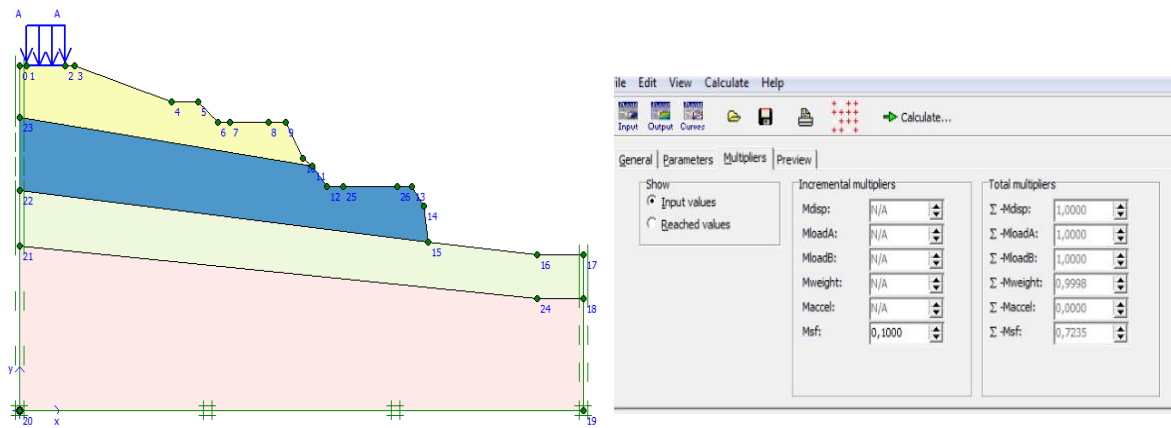 A A
0 1 2 3
4 5
6 7 8 9
23
10
11
12 25 26 13
22
14
15
21
16 17
24 18
y
x
20 19
ile Edit View Calculate Help
Input Output Curves Calculate...
General Parameters Multipliers Preview
Show
Input values
Reached values
Incremental multipliers
Mdisp: N/A
MloadA: N/A
MloadB: N/A
Mweight: N/A
Maccel: N/A
Msf: 0,1000
Total multipliers
Σ -Mdisp: 1,0000
Σ -MloadA: 1,0000
Σ -MloadB: 1,0000
Σ -Mweight: 0,9998
Σ -Maccel: 0,0000
Σ -Msf: 0,7235